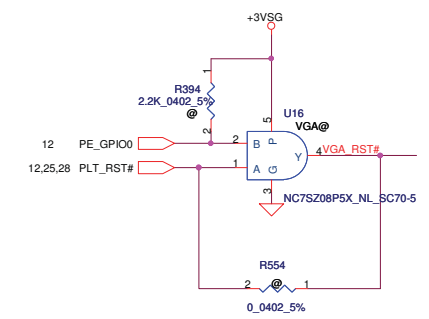 +3VSG
1
R394
2.2K_0402_5%
@
2
5
U16
VGA@
12 PE_GPIO0
2 B P
Y 4 VGA_RST#
12,25,28 PLT_RST#
1 A G
3
NC7SZ08P5X_NL_SC70-5
R554
2 @ 1
0_0402_5%